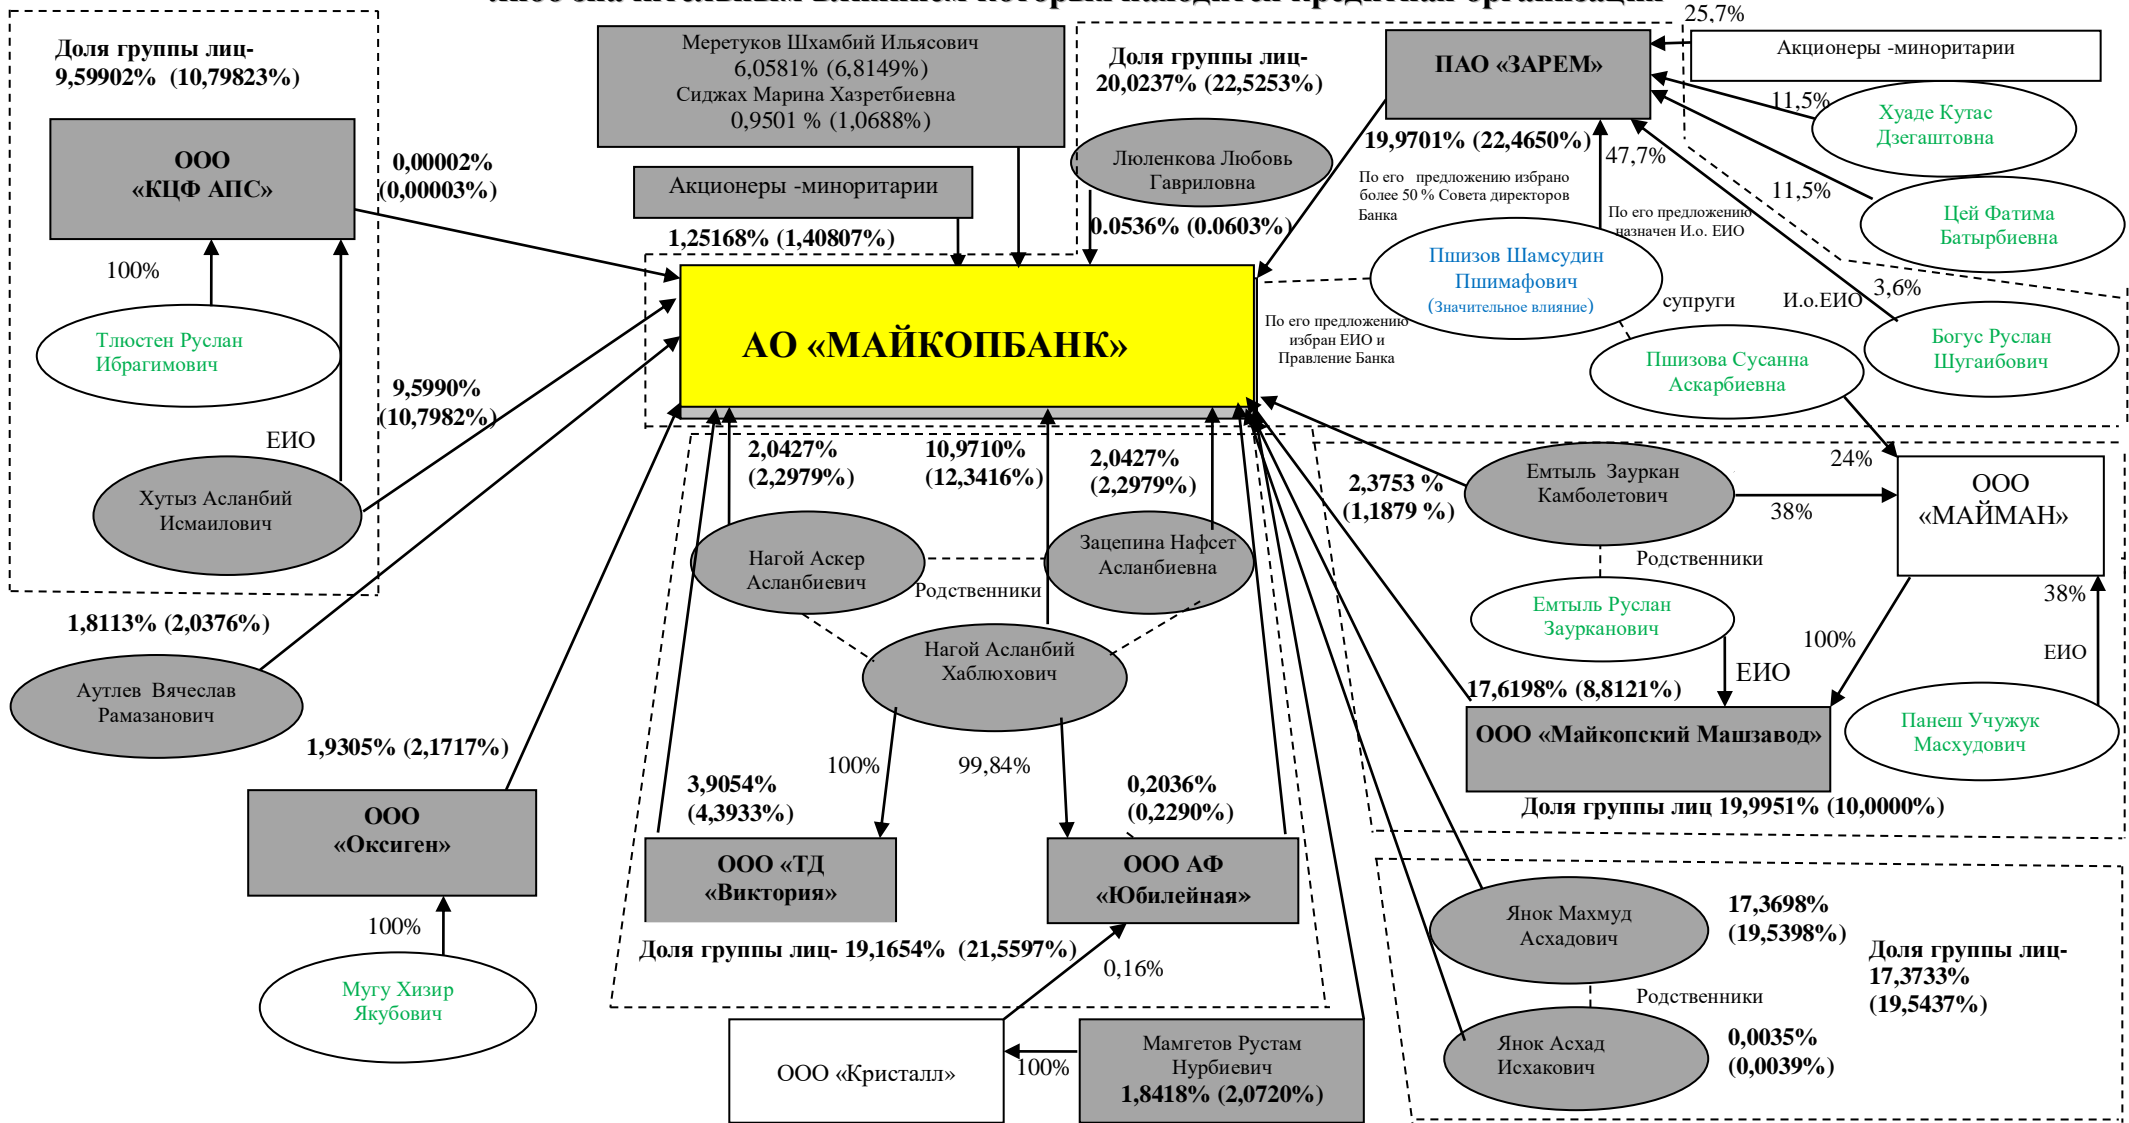 25,7%
Доля группы лиц-
9,59902% (10,79823%)
Меретуков Шхамбий Ильясович
6,0581% (6,8149%)
Сиджах Марина Хазретбиевна
0,9501 % (1,0688%)
Доля группы лиц-
20,0237% (22,5253%)
ПАО «ЗАРЕМ»
Акционеры -миноритарии
11,5%
Хуаде Кутас
Дзегаштовна
ООО
«КЦФ АПС»
0,00002%
(0,00003%)
Акционеры -миноритарии
1,25168% (1,40807%)
Люленкова Любовь
Гавриловна
0.0536% (0.0603%)
19,9701% (22,4650%)
47,7%
По его предложению избрано
более 50 % Совета директоров
Банка
По его предложению
назначен И.о. ЕИО
11,5%
Цей Фатима
Батырбиевна
100%
Тлюстен Руслан
Ибрагимович
АО «МАЙКОПБАНК»
Пшизов Шамсудин
Пшимафович
(Значительное влияние)
супруги
И.о.ЕИО
3,6%
По его предложению
избран ЕИО и
Правление Банка
Пшизова Сусанна
Аскарбиевна
Богус Руслан
Шугаибович
9,5990%
(10,7982%)
ЕИО
Хутыз Асланбий
Исмаилович
2,0427%
(2,2979%)
10,9710%
(12,3416%)
2,0427%
(2,2979%)
2,3753 %
(1,1879 %)
Емтыль Зауркан
Камболетович
24%
38%
ООО
«МАЙМАН»
Нагой Аскер
Асланбиевич
Родственники
Зацепина Нафсет
Асланбиевна
Родственники
Емтыль Руслан
Заурканович
38%
100%
ЕИО
ЕИО
1,8113% (2,0376%)
Аутлев Вячеслав
Рамазанович
Нагой Асланбий
Хаблюхович
17,6198% (8,8121%)
ООО «Майкопский Машзавод»
Панеш Учужук
Масхудович
Доля группы лиц 19,9951% (10,0000%)
1,9305% (2,1717%)
ООО
«Оксиген»
3,9054%
(4,3933%)
100%
99,84%
0,2036%
(0,2290%)
ООО «ТД
«Виктория»
ООО АФ
«Юбилейная»
Доля группы лиц- 19,1654% (21,5597%)
0,16%
100%
Мугу Хизир
Якубович
ООО «Кристалл»
100%
Мамгетов Рустам
Нурбиевич
1,8418% (2,0720%)
Янок Махмуд
Асхадович
17,3698%
(19,5398%)
Доля группы лиц-
17,3733%
(19,5437%)
Родственники
Янок Асхад
Исхакович
0,0035%
(0,0039%)